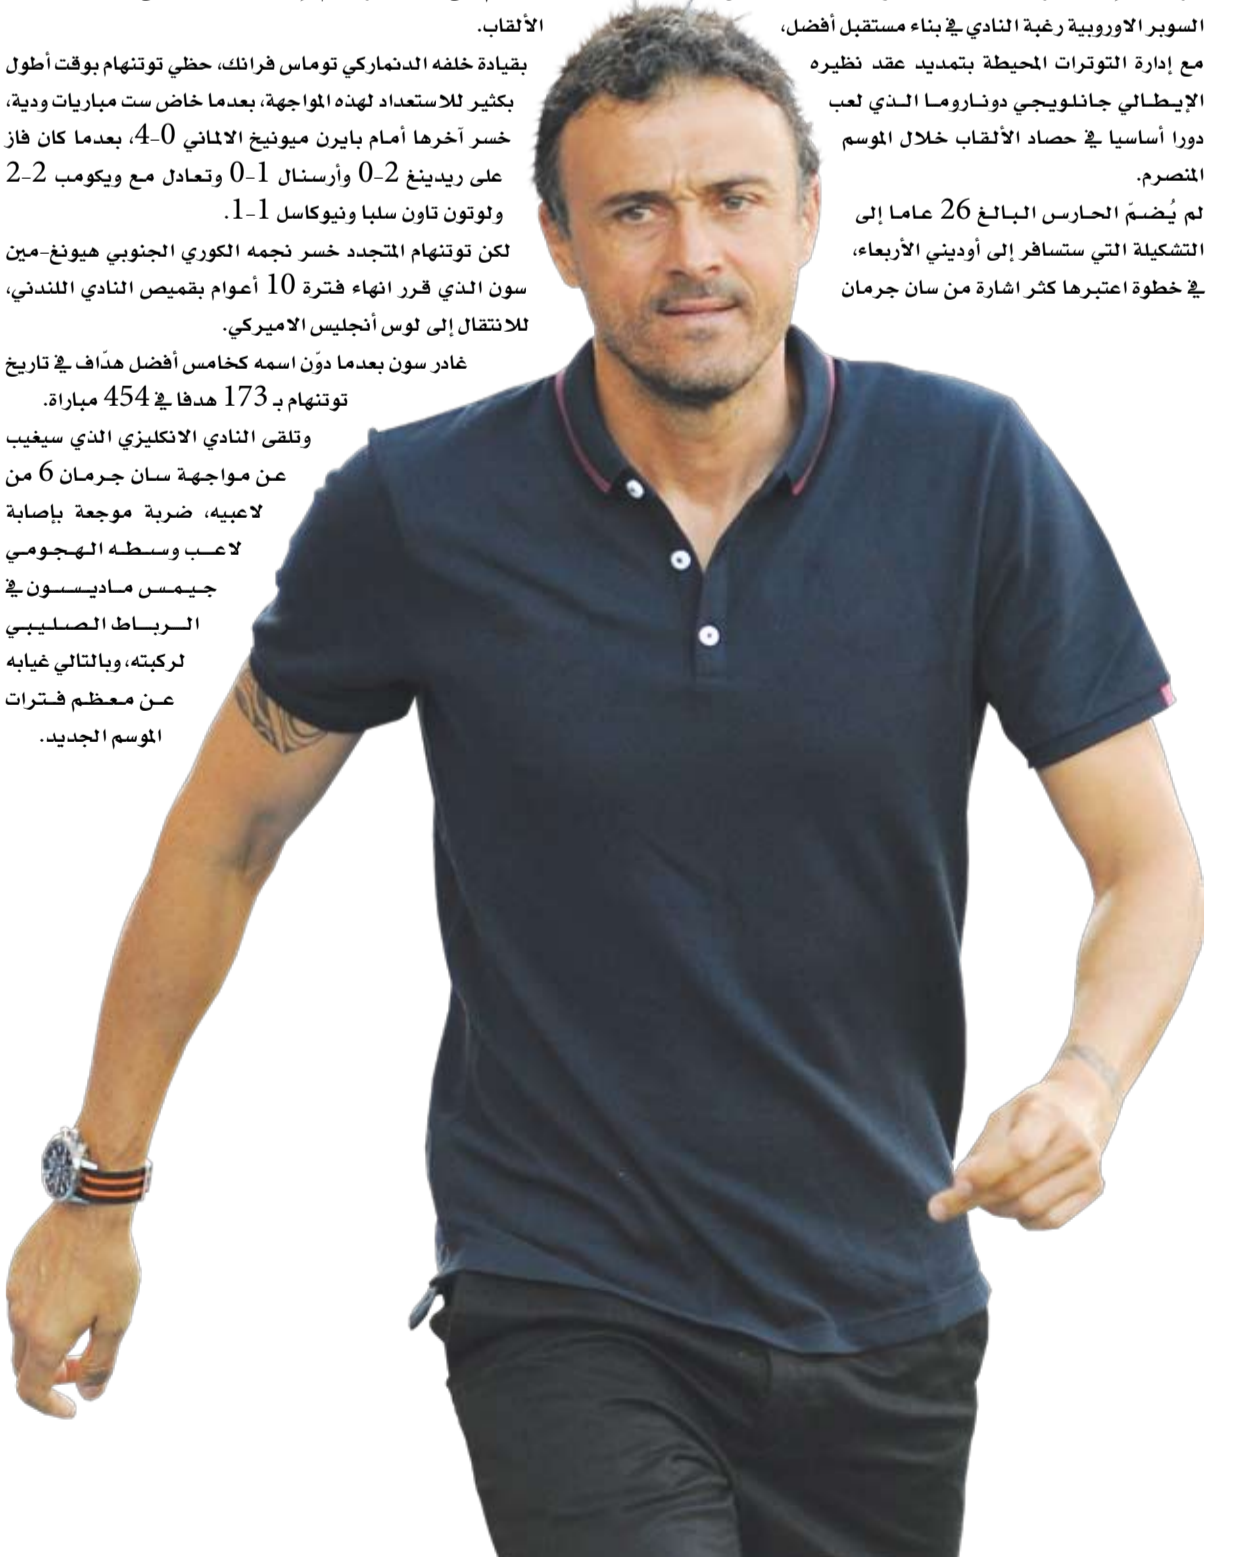 السوبر الاوروبية رغبة النادي في بناء مستقبل أفضل،
مع إدارة التوترات المحيطة بتمديد عقد نظيره
الإيطالي جانلويجي دوناروما الذي لعب
دورا أساسيا في حصاد الألقاب خلال الموسم
المنصرم.
لم يُضمّ الحارس البالغ 26 عاما إلى
التشكيلة التي ستسافر إلى أوديني الأربعاء،
في خطوة اعتبرها كثر اشارة من سان جرمان
الألقاب.
بقيادة خلفه الدنماركي توماس فرانك، حظي توتنهام بوقت أطول
بكثير للاستعداد لهذه المواجهة، بعدما خاض ست مباريات ودية،
خسر آخرها أمام بايرن ميونيخ الالماني 0-4، بعدما كان فاز
على ريدينغ 2-0 وأرسنال 1-0 وتعادل مع ويكومب 2-2
ولوتون تاون سلبا ونيوكاسل 1-1.
لكن توتنهام المتجدد خسر نجمه الكوري الجنوبي هيونغ-مين
سون الذي قرر انهاء فترة 10 أعوام بقميص النادي اللندني،
للانتقال إلى لوس أنجليس الاميركي.
غادر سون بعدما دوّن اسمه كخامس أفضل هدّاف في تاريخ
توتنهام بـ 173 هدفا في 454 مباراة.
وتلقى النادي الانكليزي الذي سيغيب
عن مواجهة سان جرمان 6 من
لاعبيه، ضربة موجعة بإصابة
لاعب وسطه الهجومي
جيمس ماديسون في
الرباط الصليبي
لركبته، وبالتالي غيابه
عن معظم فترات
الموسم الجديد.